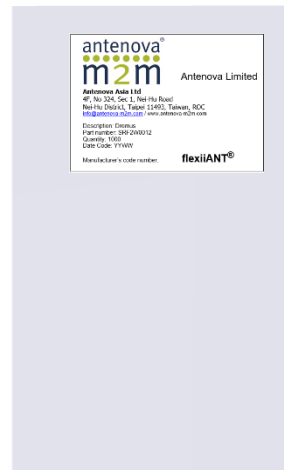 antenova®
m2m
Antenova Limited
Antenova Asia Ltd
4F, No 324, Sec 1, Nei-Hu Road
Nei-Hu District, Taipei 11493, Taiwan, ROC
info@antenova-m2m.com / www.antenova-m2m.com
Description: Dromus
Part number: SRF2W012
Quantity: 1000
Date Code: YYWW
Manufacturer's code number.
flexiiANT®